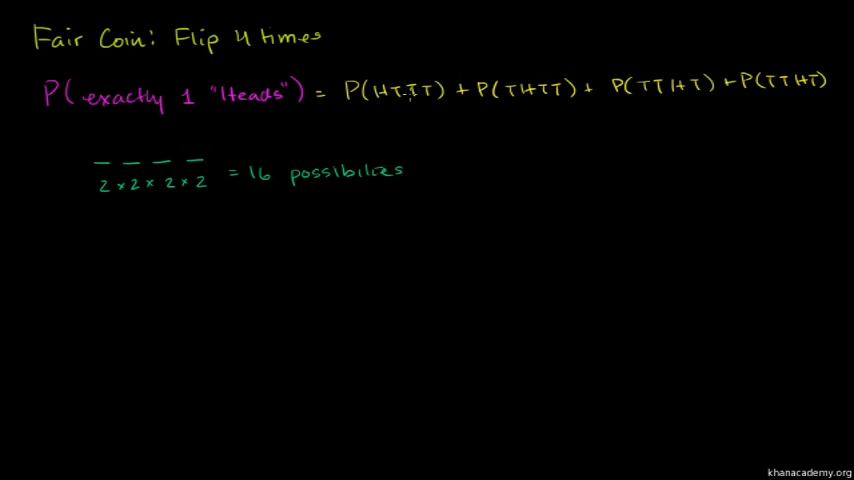 Fair Coin: Flip 4 times
P(exactly 1 "Heads") = P(HTTT) + P(THTT) + P(TTHT) + P(TTHT)
2 × 2 × 2 × 2 = 16 possibilities
khanacademy.org